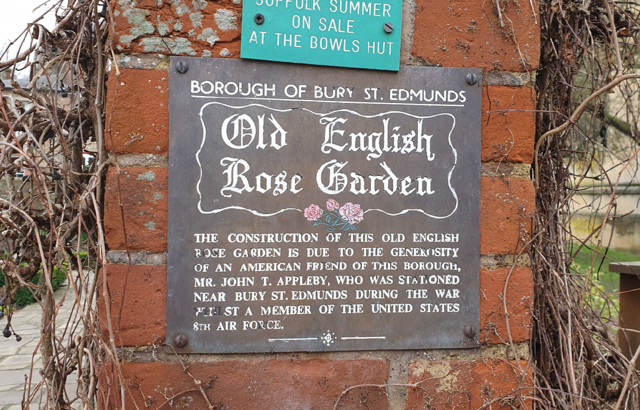 SUFFOLK SUMMER
ON SALE
AT THE BOWLS HUT
BOROUGH OF BURY ST. EDMUNDS
Old English
Rose Garden
THE CONSTRUCTION OF THIS OLD ENGLISH
ROSE GARDEN IS DUE TO THE GENEROSITY
OF AN AMERICAN FRIEND OF THIS BOROUGH,
MR. JOHN T. APPLEBY, WHO WAS STATIONED
NEAR BURY ST. EDMUNDS DURING THE WAR
WHILST A MEMBER OF THE UNITED STATES
8TH AIR FORCE.